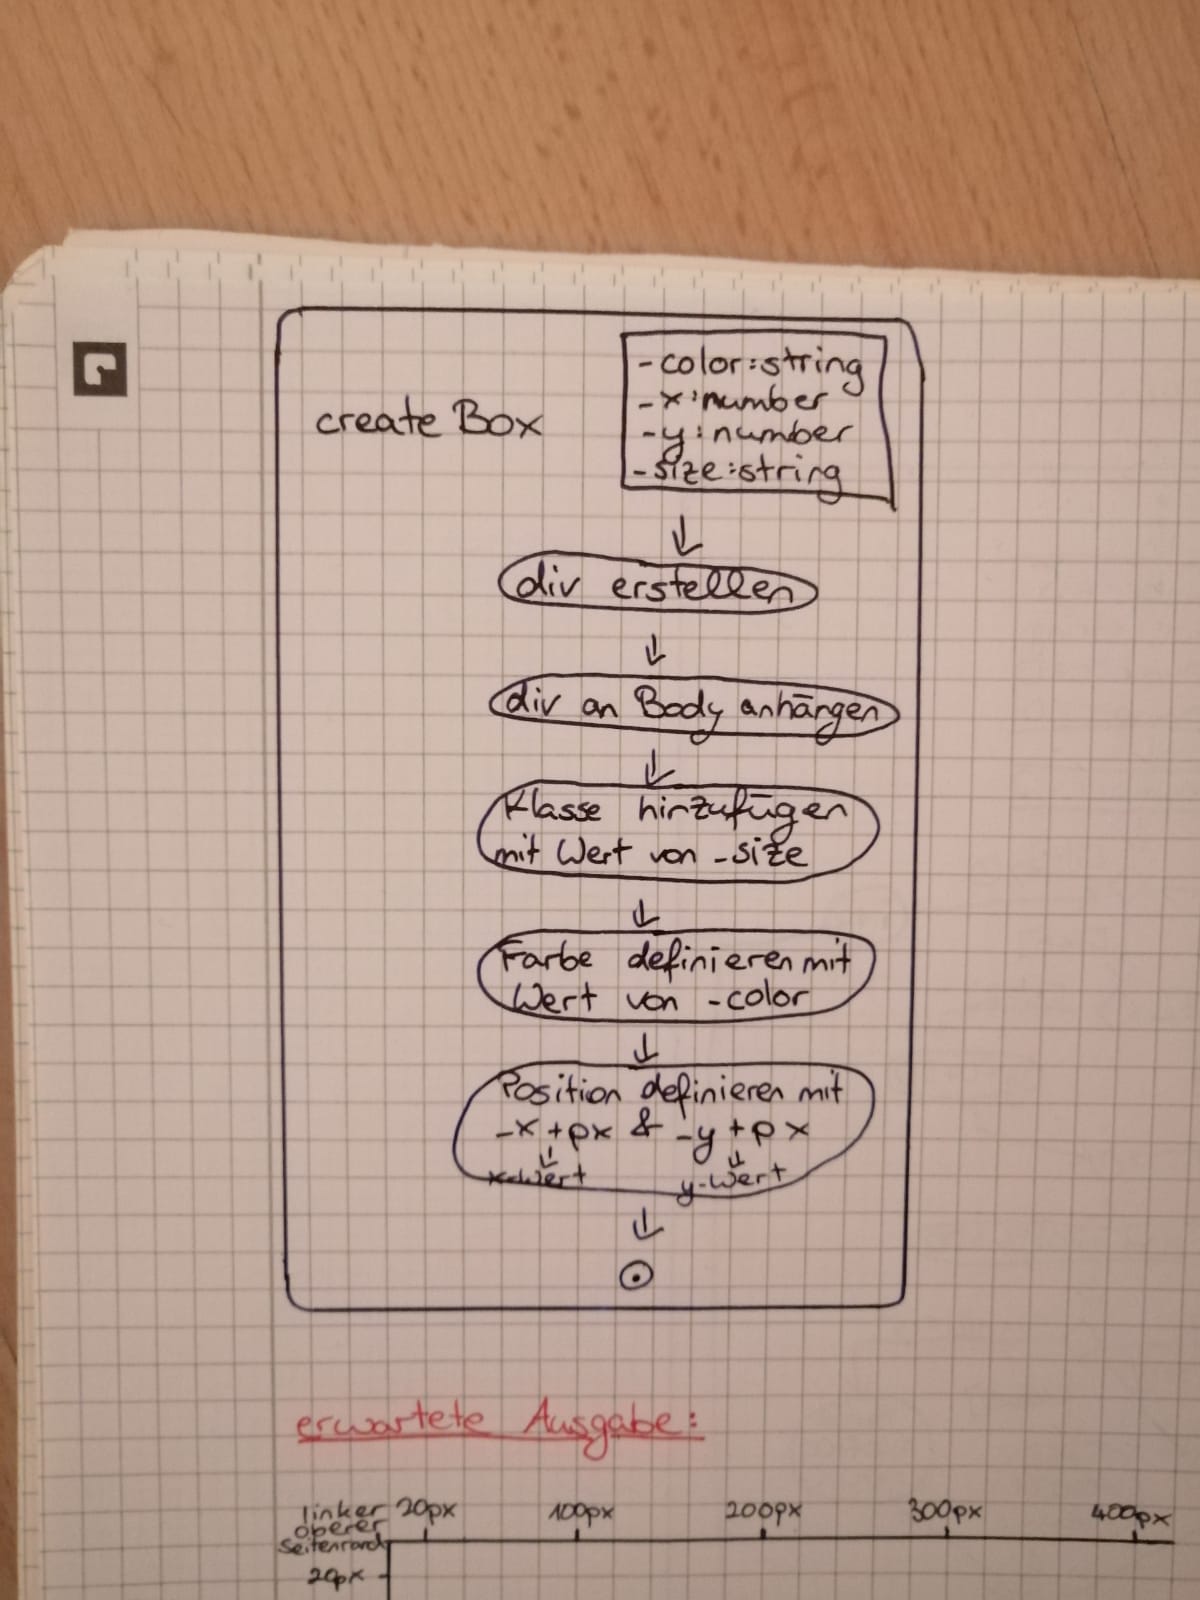 -color:string
-x:number
create Box
-y:number
-size:string
↓
div erstellen
↓
div an Body anhängen
↓
Klasse hinzufügen
mit Wert von -size
↓
Farbe definieren mit
Wert von -color
↓
Position definieren mit
-x+px & -y+px
↓ ↓
x-Wert y-Wert
↓
erwartete Ausgabe:
linker 20px 100px 200px 300px 400px
oberer
Seitenrand
20px